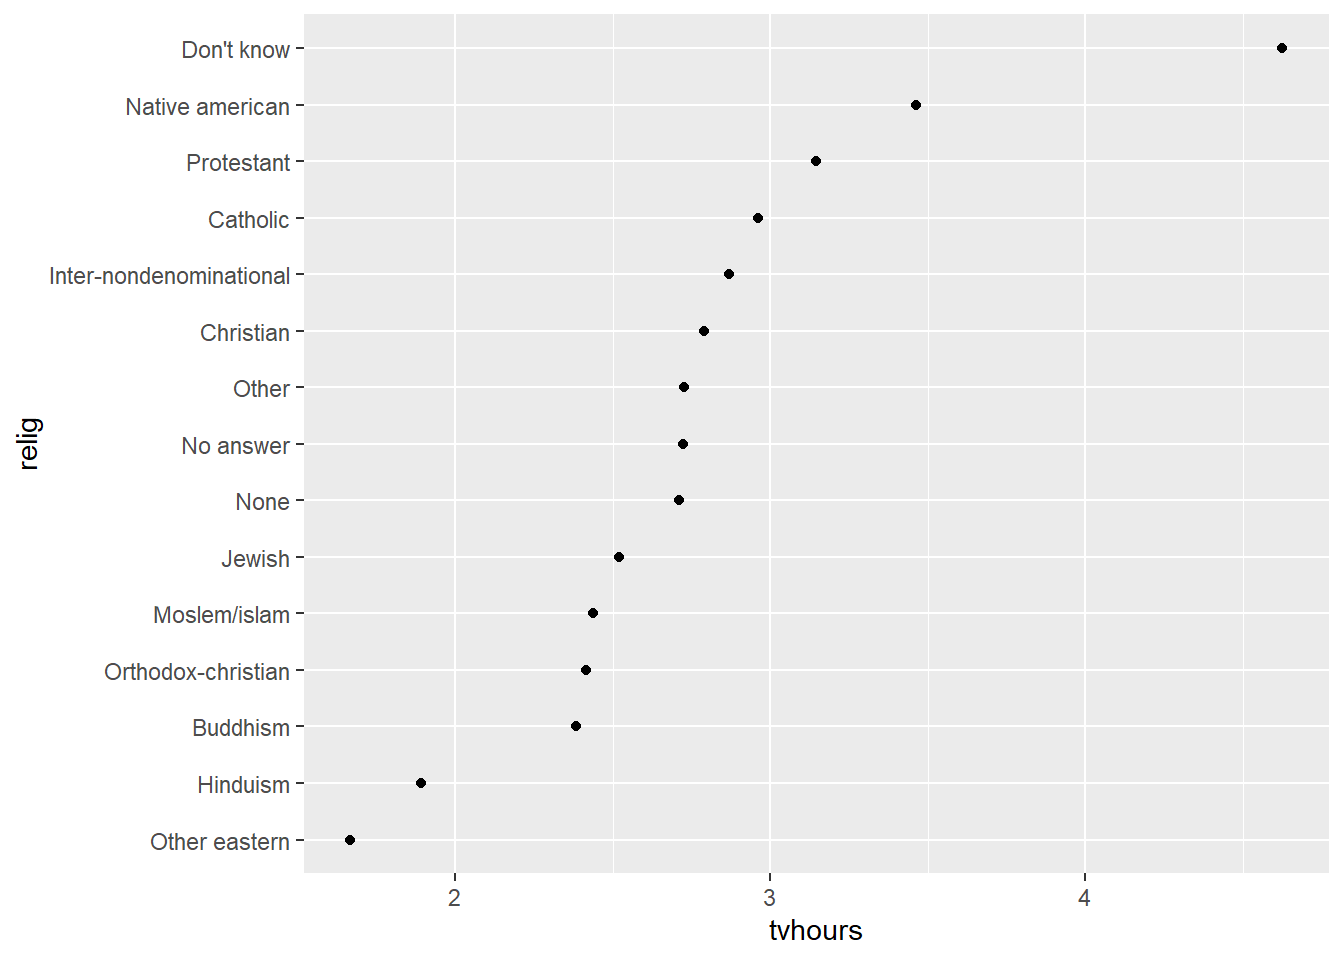 Don't know
Native american
Protestant
Catholic
Inter-nondenominational
Christian
Other
No answer
None
Jewish
Moslem/islam
Orthodox-christian
Buddhism
Hinduism
Other eastern
relig
2 3 4
tvhours